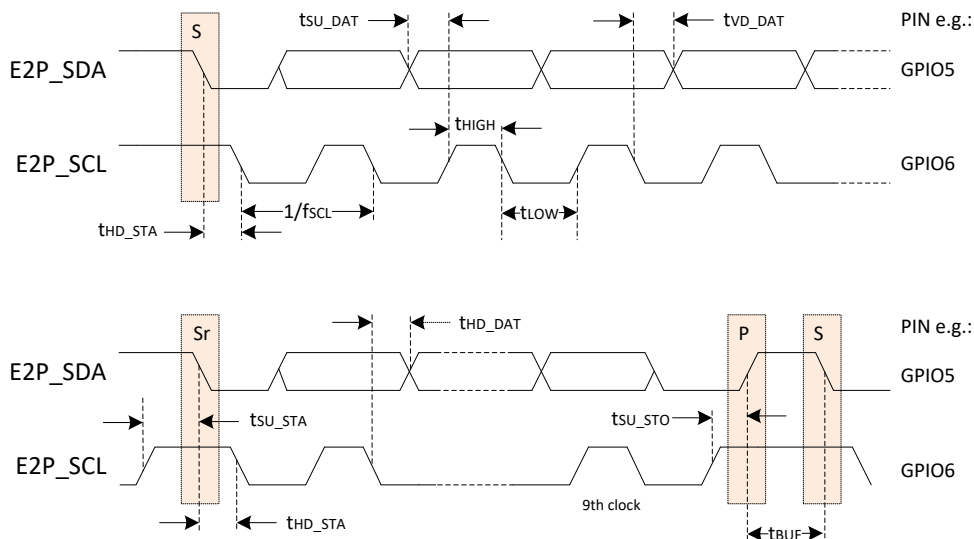 S
tSU_DAT
tVD_DAT
PIN e.g.:
E2P_SDA
GPIO5
tHIGH
E2P_SCL
GPIO6
1/fSCL
tLOW
tHD_STA
Sr
tHD_DAT
P
S
PIN e.g.:
E2P_SDA
GPIO5
tSU_STA
tSU_STO
E2P_SCL
GPIO6
9th clock
tHD_STA
tBUF